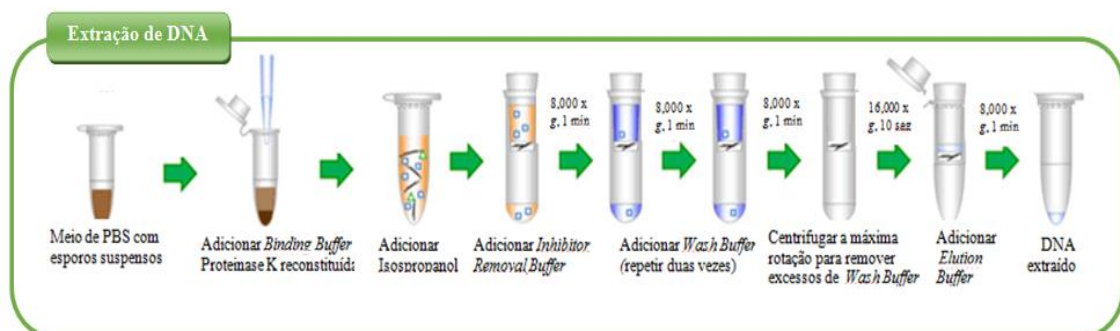 Extração de DNA
8,000 x
g, 1 min
8,000 x
g, 1 min
8,000 x
g, 1 min
16,000 x
g, 10 seg
8,000 x
g, 1 min
Meio de PBS com
esporos suspensos
Adicionar Binding Buffer
Proteinase K reconstituída
Adicionar
Isospropanol
Adicionar Inhibitor
Removal Buffer
Adicionar Wash Buffer
(repetir duas vezes)
Centrifugar a máxima
rotação para remover
excessos de Wash Buffer
Adicionar
Elution
Buffer
DNA
extraído